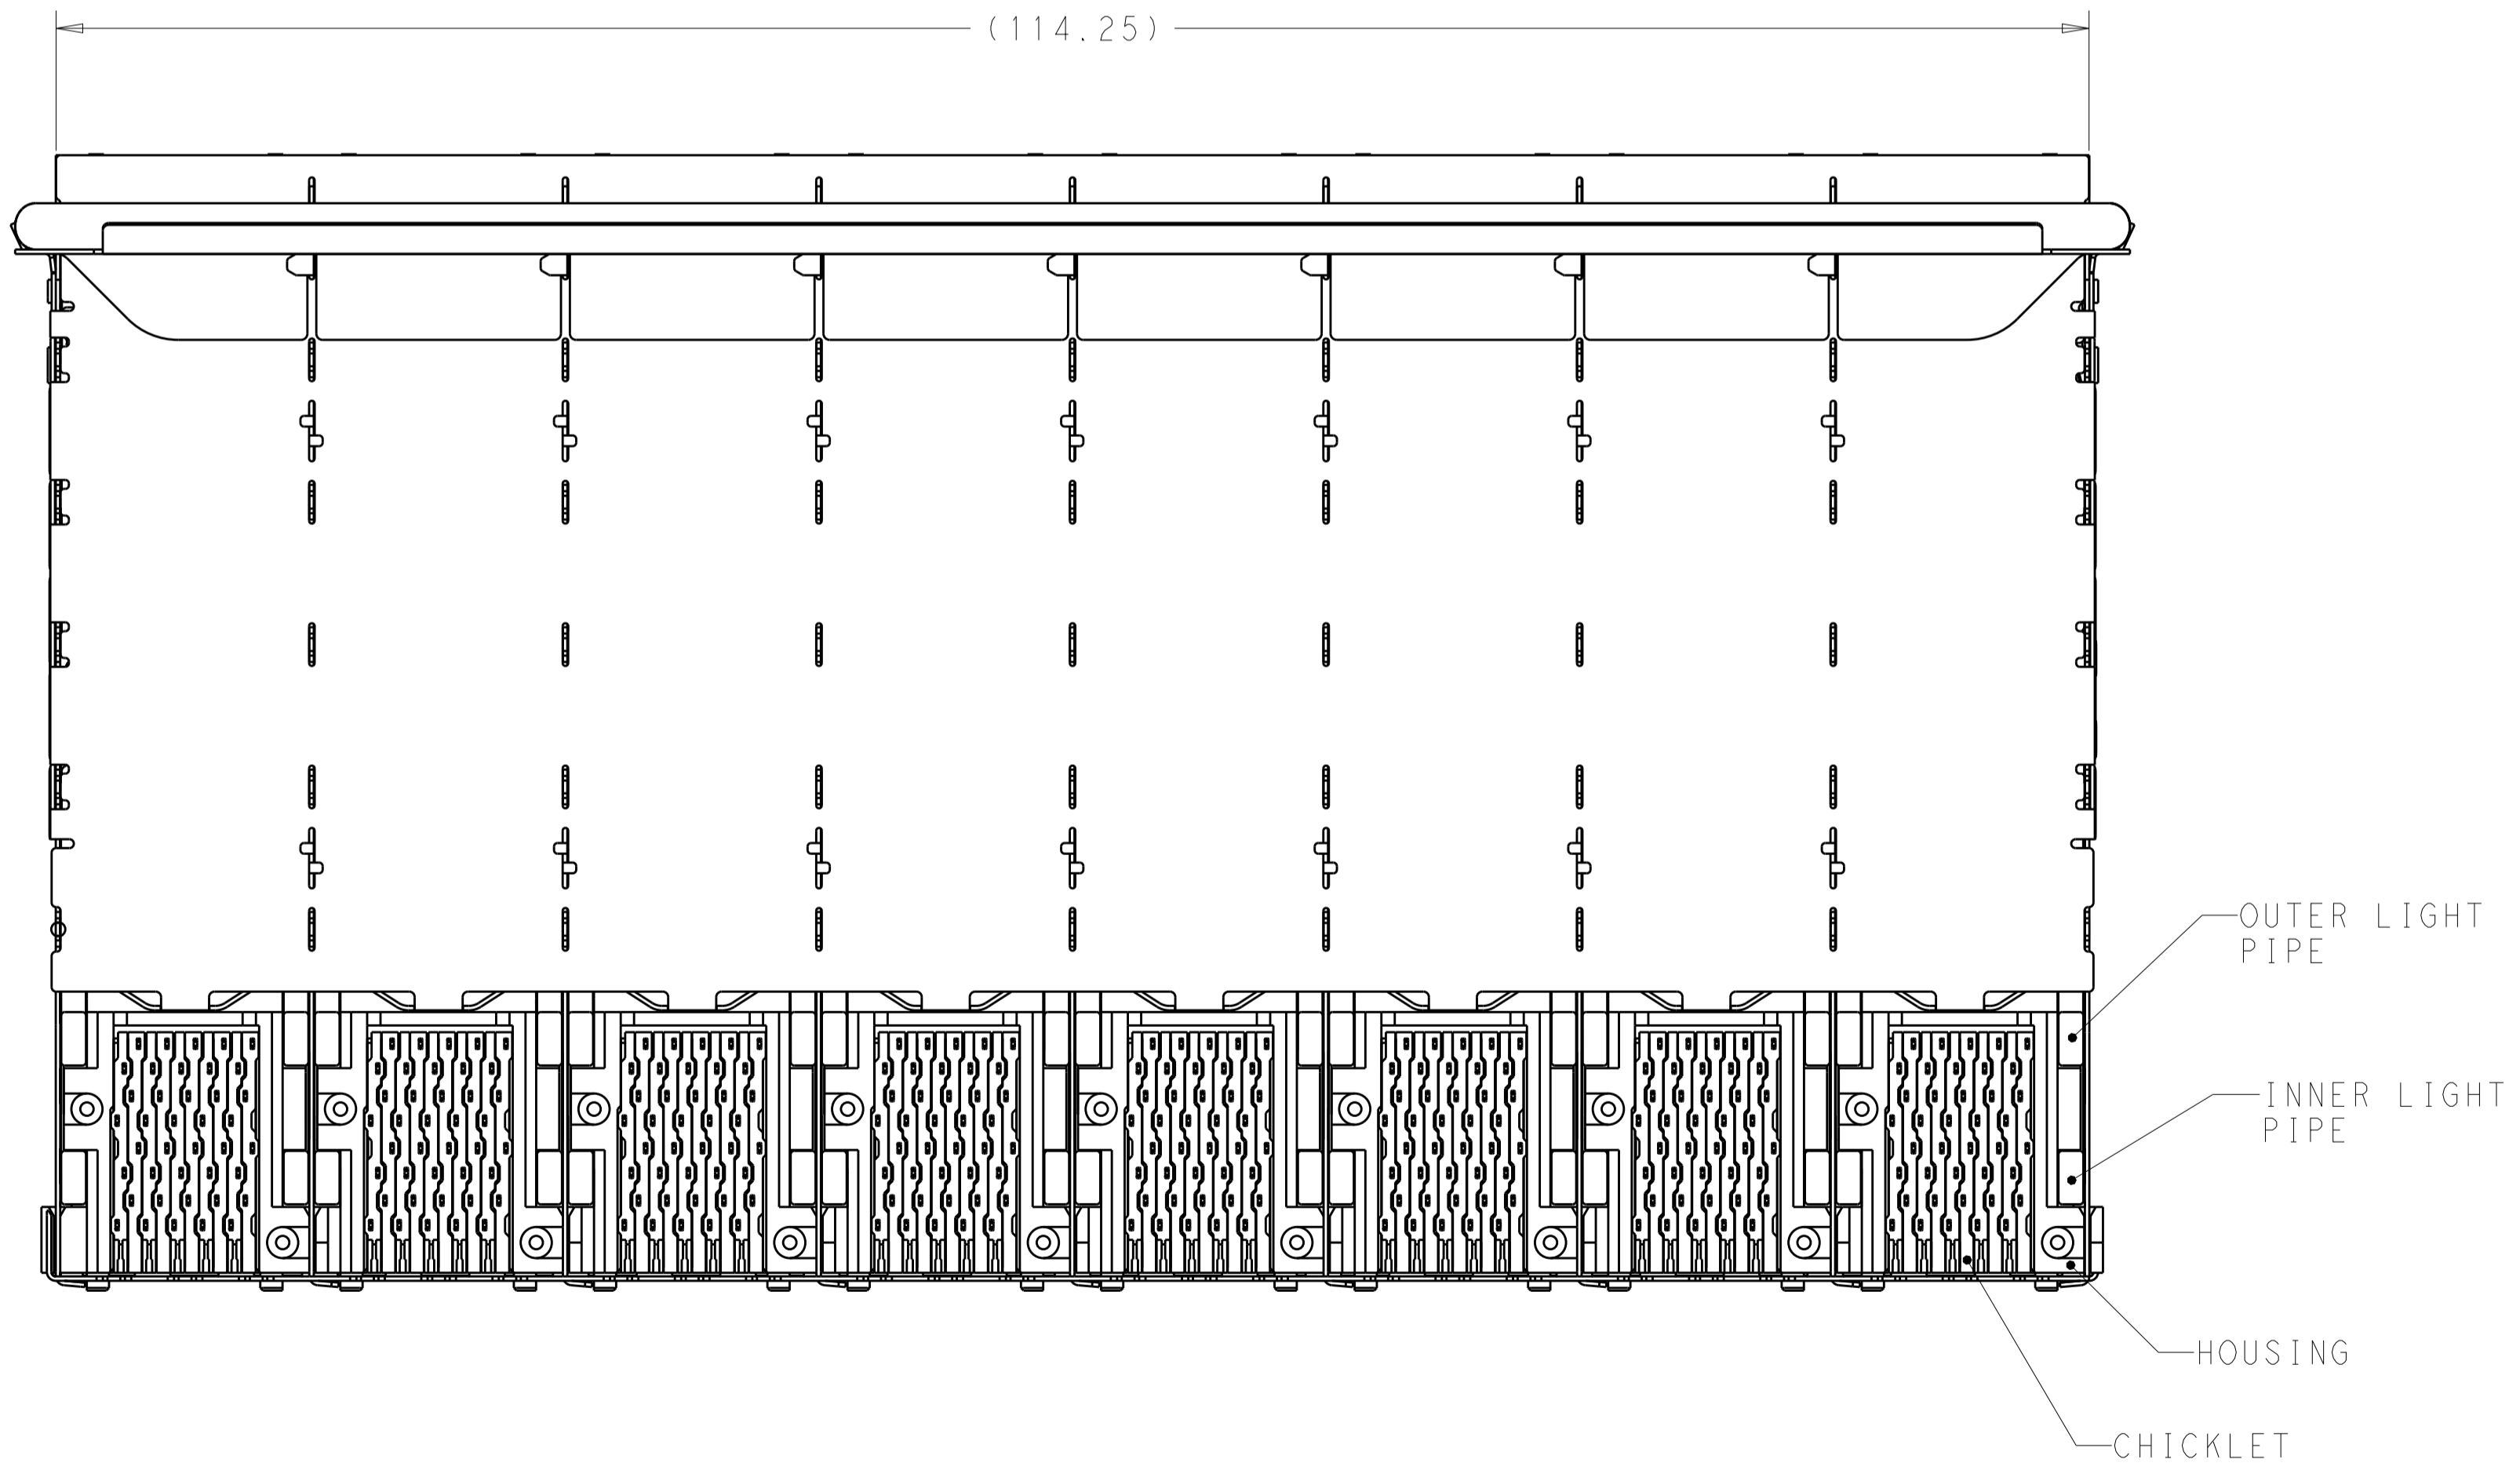 (114.25)
OUTER LIGHT
PIPE
INNER LIGHT
PIPE
HOUSING
CHICKLET